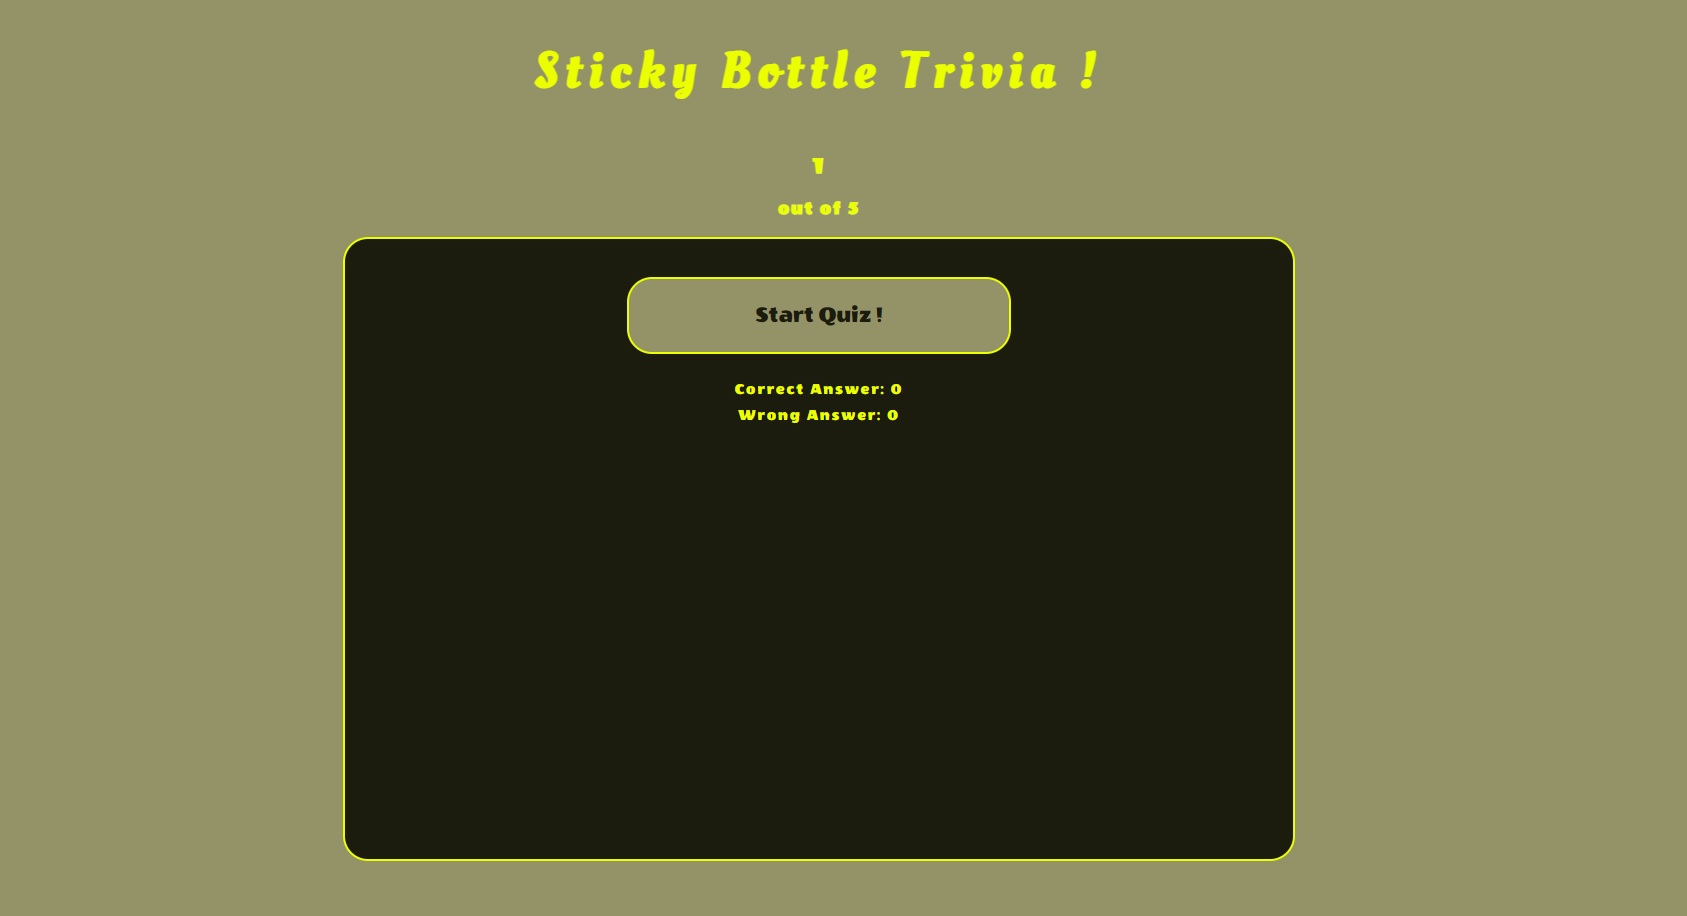 Sticky Bottle Trivia !
1
out of 5
Start Quiz !
Correct Answer: 0
Wrong Answer: 0